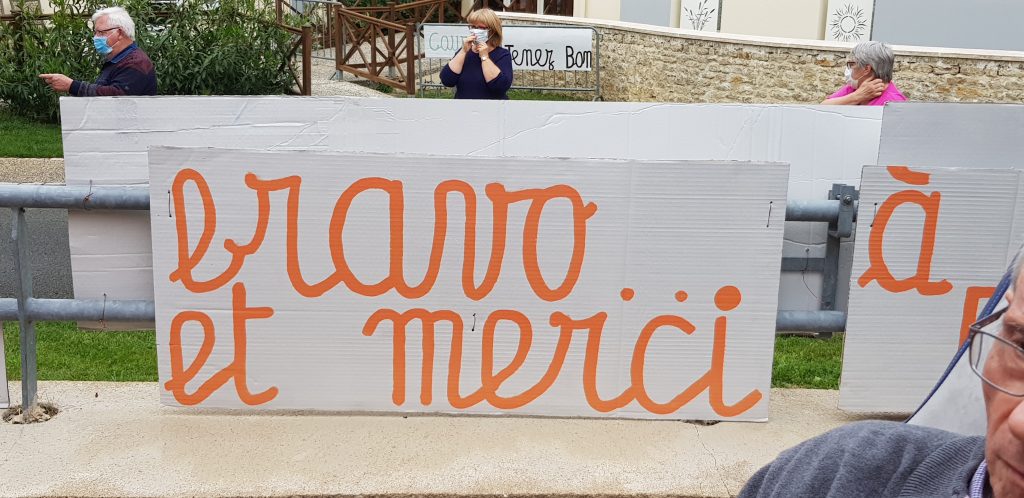 Tenez Bon
bravo...
et merci
à